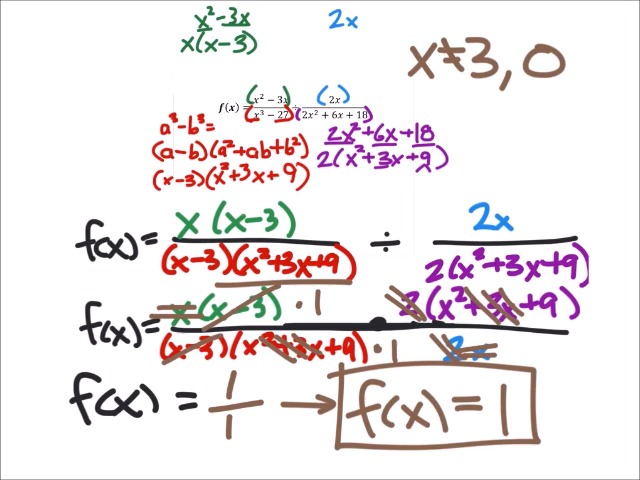 x² - 3x 2x
x(x-3)
x ≠ 3, 0
f(x) = (x² − 3x)/(x³ − 27) ÷ (2x)/(2x² + 6x + 18)
a³-b³=
(a-b)(a²+ab+b²)
(x-3)(x²+3x+9)
2x²+6x+18
2(x²+3x+9)
f(x)= x(x-3)/(x-3)(x²+3x+9) ÷ 2x/2(x²+3x+9)
f(x)= x(x-3)·1/(x-3)(x²+3x+9)·1 • 2(x²+3x+9)/2x
f(x) = 1/1 → f(x) = 1